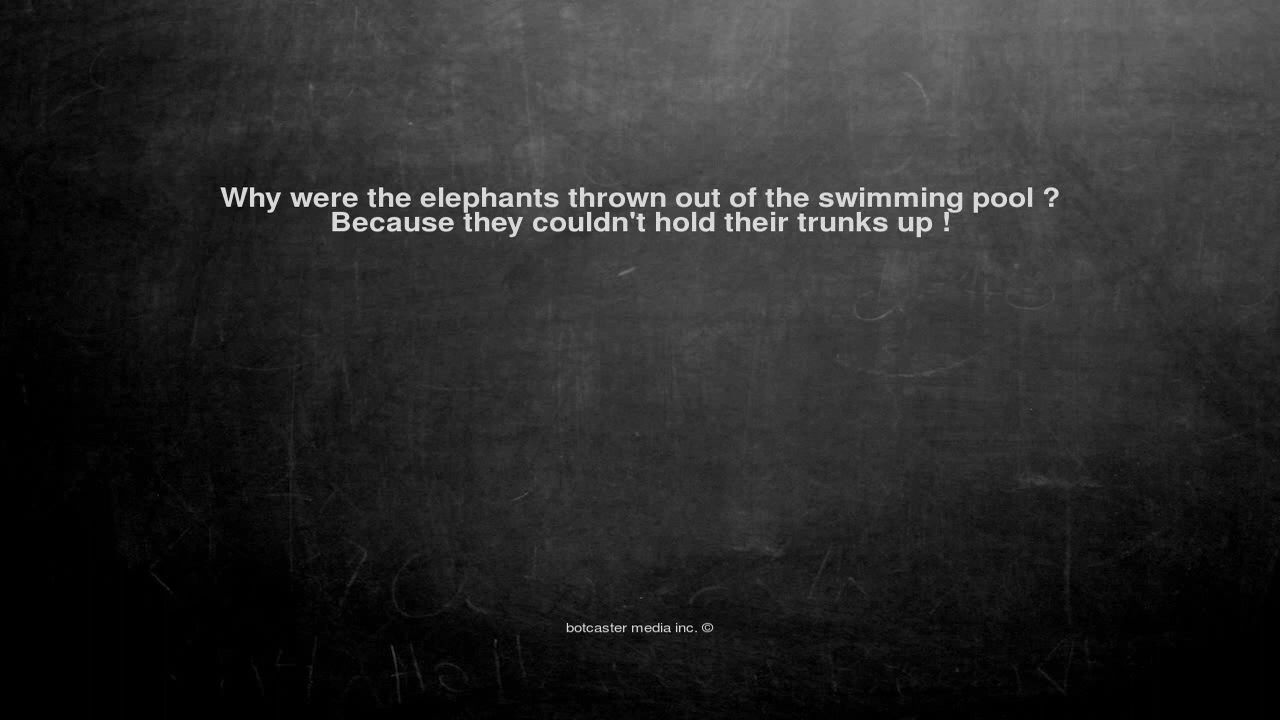 Why were the elephants thrown out of the swimming pool ?
Because they couldn't hold their trunks up !
botcaster media inc. ©